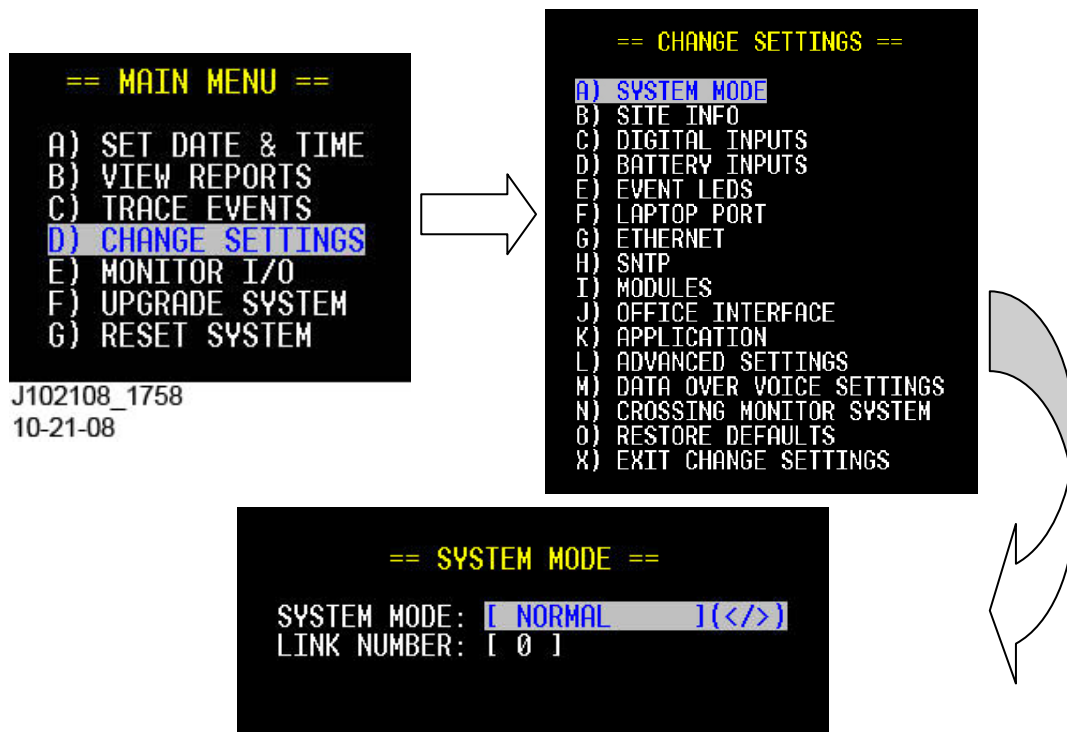 == MAIN MENU ==
A) SET DATE & TIME
B) VIEW REPORTS
C) TRACE EVENTS
D) CHANGE SETTINGS
E) MONITOR I/O
F) UPGRADE SYSTEM
G) RESET SYSTEM
J102108_1758
10-21-08
== CHANGE SETTINGS ==
A) SYSTEM MODE
B) SITE INFO
C) DIGITAL INPUTS
D) BATTERY INPUTS
E) EVENT LEDS
F) LAPTOP PORT
G) ETHERNET
H) SNTP
I) MODULES
J) OFFICE INTERFACE
K) APPLICATION
L) ADVANCED SETTINGS
M) DATA OVER VOICE SETTINGS
N) CROSSING MONITOR SYSTEM
O) RESTORE DEFAULTS
X) EXIT CHANGE SETTINGS
== SYSTEM MODE ==
SYSTEM MODE: [ NORMAL ](</>)
LINK NUMBER: [ 0 ]